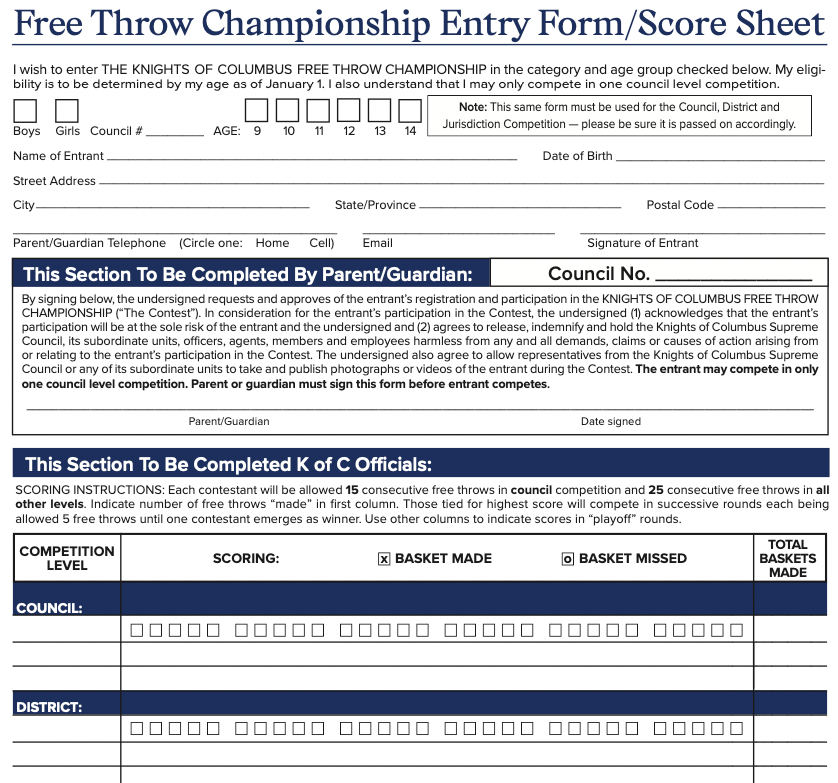 Free Throw Championship Entry Form/Score Sheet
I wish to enter THE KNIGHTS OF COLUMBUS FREE THROW CHAMPIONSHIP in the category and age group checked below. My eligi-
bility is to be determined by my age as of January 1. I also understand that I may only compete in one council level competition.
Note: This same form must be used for the Council, District and
Jurisdiction Competition — please be sure it is passed on accordingly.
Boys Girls Council # ________ AGE: 9 10 11 12 13 14
Name of Entrant ________ Date of Birth ________
Street Address ________
City ________ State/Province ________ Postal Code ________
Parent/Guardian Telephone (Circle one: Home Cell) Email Signature of Entrant
This Section To Be Completed By Parent/Guardian: Council No. ________
By signing below, the undersigned requests and approves of the entrant's registration and participation in the KNIGHTS OF COLUMBUS FREE THROW
CHAMPIONSHIP ("The Contest"). In consideration for the entrant's participation in the Contest, the undersigned (1) acknowledges that the entrant's
participation will be at the sole risk of the entrant and the undersigned and (2) agrees to release, indemnify and hold the Knights of Columbus Supreme
Council, its subordinate units, officers, agents, members and employees harmless from any and all demands, claims or causes of action arising from
or relating to the entrant's participation in the Contest. The undersigned also agree to allow representatives from the Knights of Columbus Supreme
Council or any of its subordinate units to take and publish photographs or videos of the entrant during the Contest. The entrant may compete in only
one council level competition. Parent or guardian must sign this form before entrant competes.
Parent/Guardian Date signed
This Section To Be Completed K of C Officials:
SCORING INSTRUCTIONS: Each contestant will be allowed 15 consecutive free throws in council competition and 25 consecutive free throws in all
other levels. Indicate number of free throws "made" in first column. Those tied for highest score will compete in successive rounds each being
allowed 5 free throws until one contestant emerges as winner. Use other columns to indicate scores in "playoff" rounds.
COMPETITION
LEVEL
SCORING: x BASKET MADE o BASKET MISSED
TOTAL
BASKETS
MADE
COUNCIL:
DISTRICT: